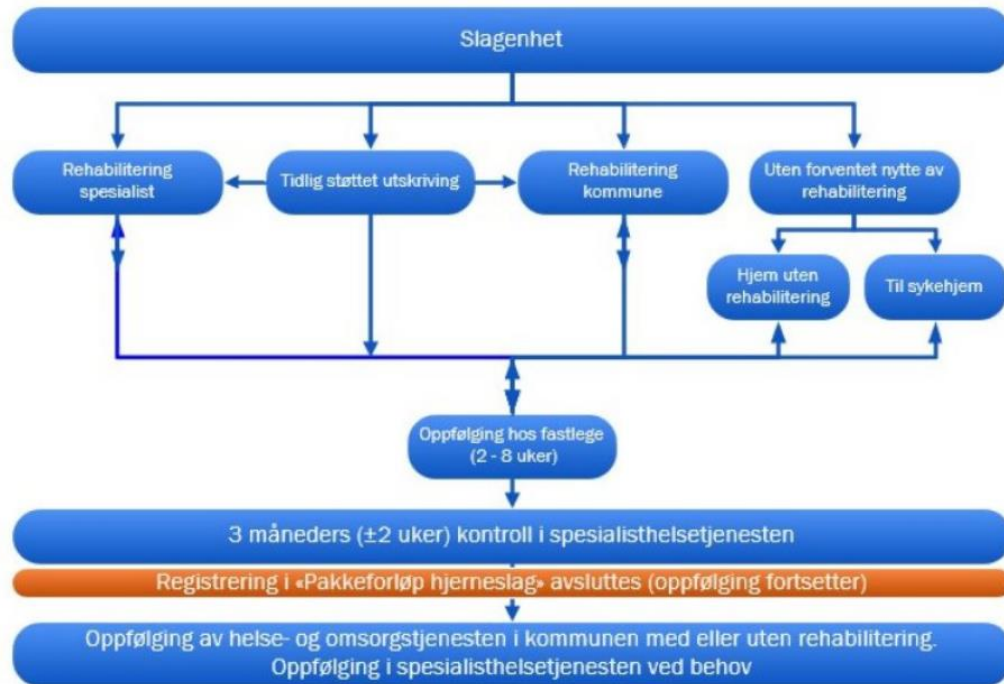 Slagenhet
Rehabilitering
spesialist
Tidlig støttet utskriving
Rehabilitering
kommune
Uten forventet nytte av
rehabilitering
Hjem uten
rehabilitering
Til sykehjem
Oppfølging hos fastlege
(2 - 8 uker)
3 måneders (±2 uker) kontroll i spesialisthelsetjenesten
Registrering i «Pakkeforløp hjerneslag» avsluttes (oppfølging fortsetter)
Oppfølging av helse- og omsorgstjenesten i kommunen med eller uten rehabilitering.
Oppfølging i spesialisthelsetjenesten ved behov